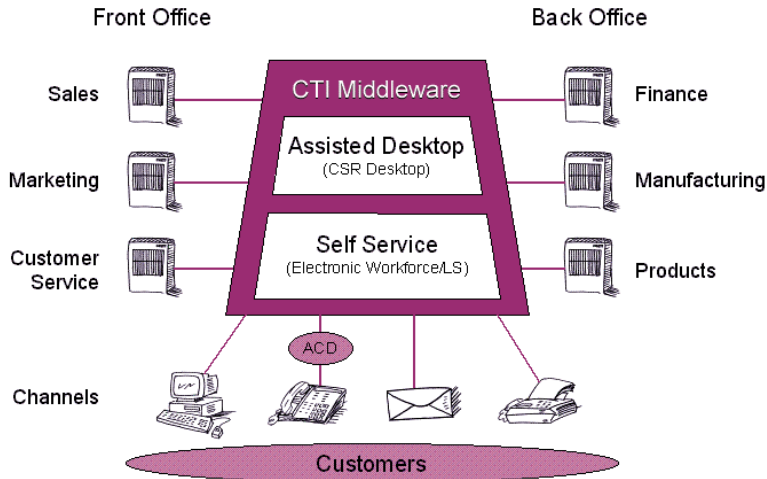 Front Office
Back Office
Sales
CTI Middleware
Finance
Assisted Desktop
(CSR Desktop)
Marketing
Manufacturing
Self Service
(Electronic Workforce/LS)
Customer
Service
Products
ACD
Channels
Customers